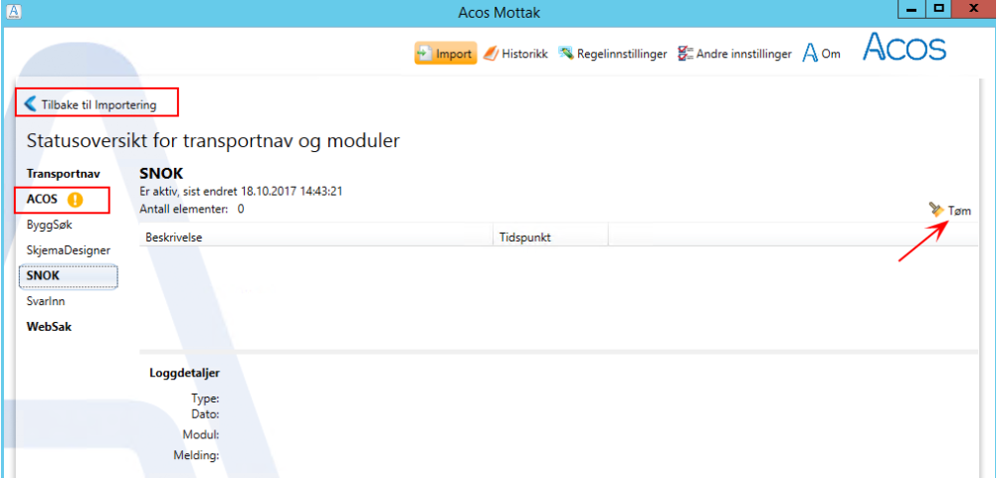 Acos Mottak
Import Historikk Regelinnstillinger Andre innstillinger Om Acos
Tilbake til Importering
Statusoversikt for transportnav og moduler
Transportnav
ACOS
ByggSøk
SkjemaDesigner
SNOK
SvarInn
WebSak
SNOK
Er aktiv, sist endret 18.10.2017 14:43:21
Antall elementer: 0
Tøm
Beskrivelse Tidspunkt
Loggdetaljer
Type:
Dato:
Modul:
Melding: